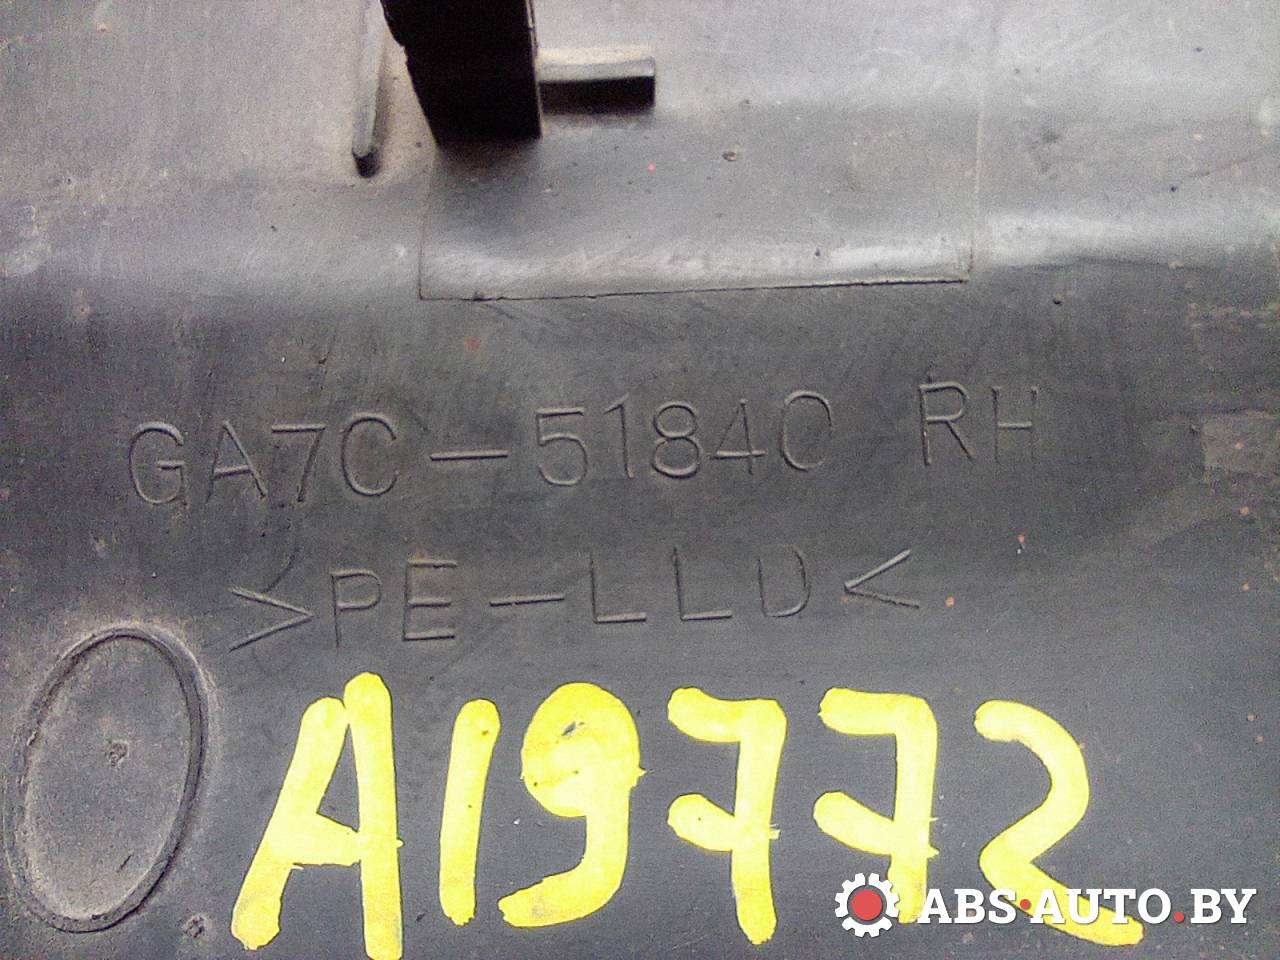 GA7C-51840 RH
>PE-LLD<
A19772
ABS·AUTO.BY